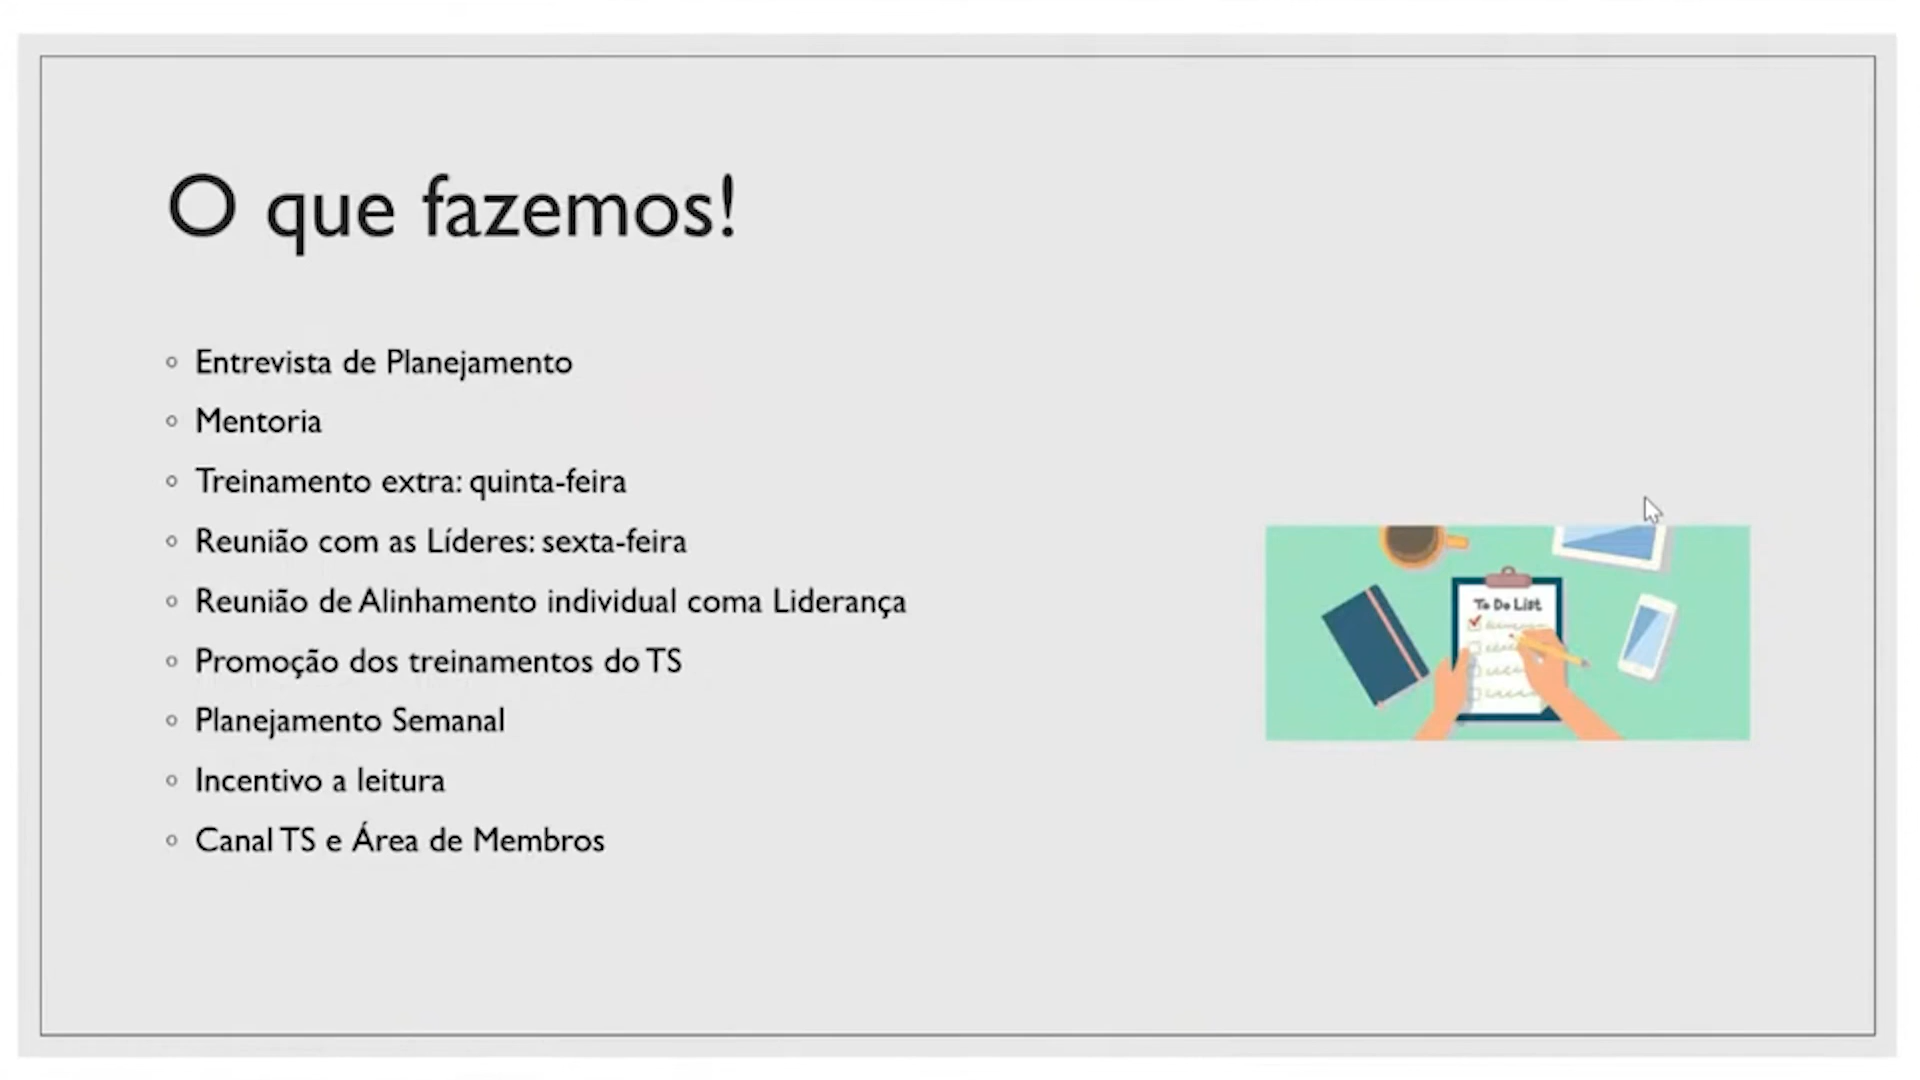 O que fazemos!
Entrevista de Planejamento
Mentoria
Treinamento extra: quinta-feira
Reunião com as Líderes: sexta-feira
Reunião de Alinhamento individual coma Liderança
Promoção dos treinamentos do TS
Planejamento Semanal
Incentivo a leitura
Canal TS e Área de Membros
To Do List